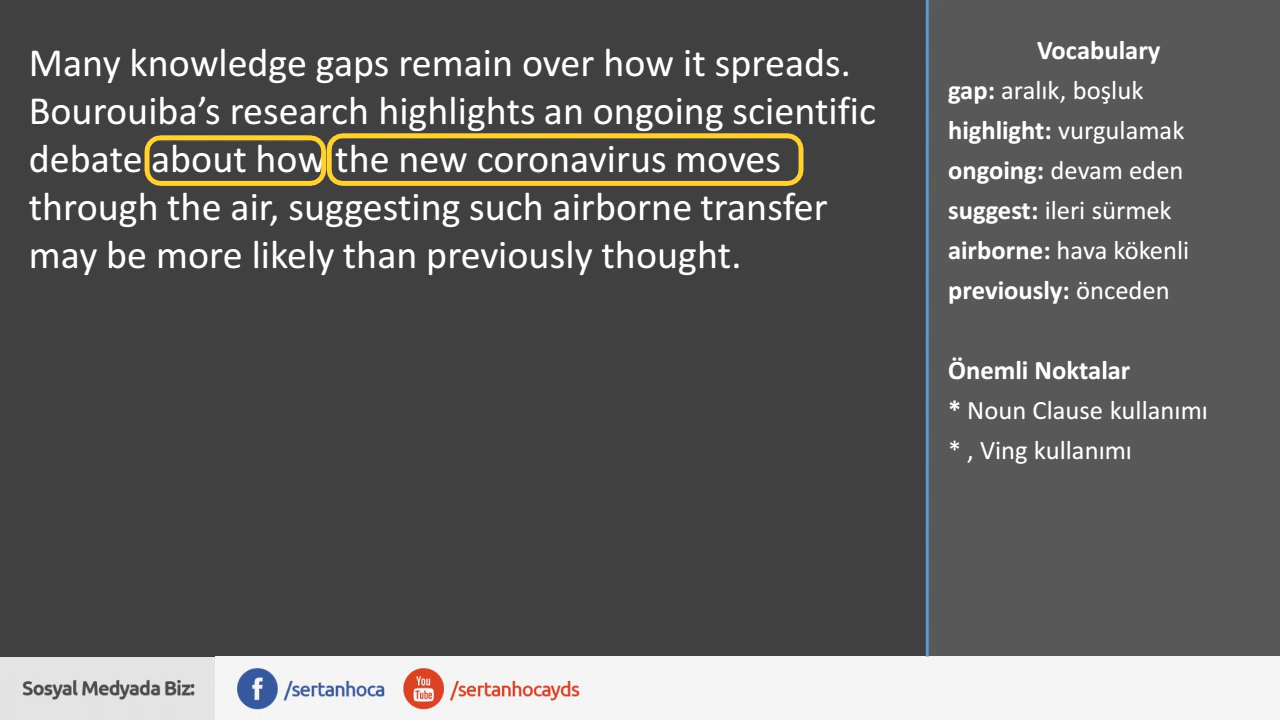 Many knowledge gaps remain over how it spreads.
Bourouiba’s research highlights an ongoing scientific
debate about how the new coronavirus moves
through the air, suggesting such airborne transfer
may be more likely than previously thought.
Vocabulary
gap: aralık, boşluk
highlight: vurgulamak
ongoing: devam eden
suggest: ileri sürmek
airborne: hava kökenli
previously: önceden
Önemli Noktalar
* Noun Clause kullanımı
* , Ving kullanımı
Sosyal Medyada Biz:
f /sertanhoca
You
Tube
/sertanhocayds